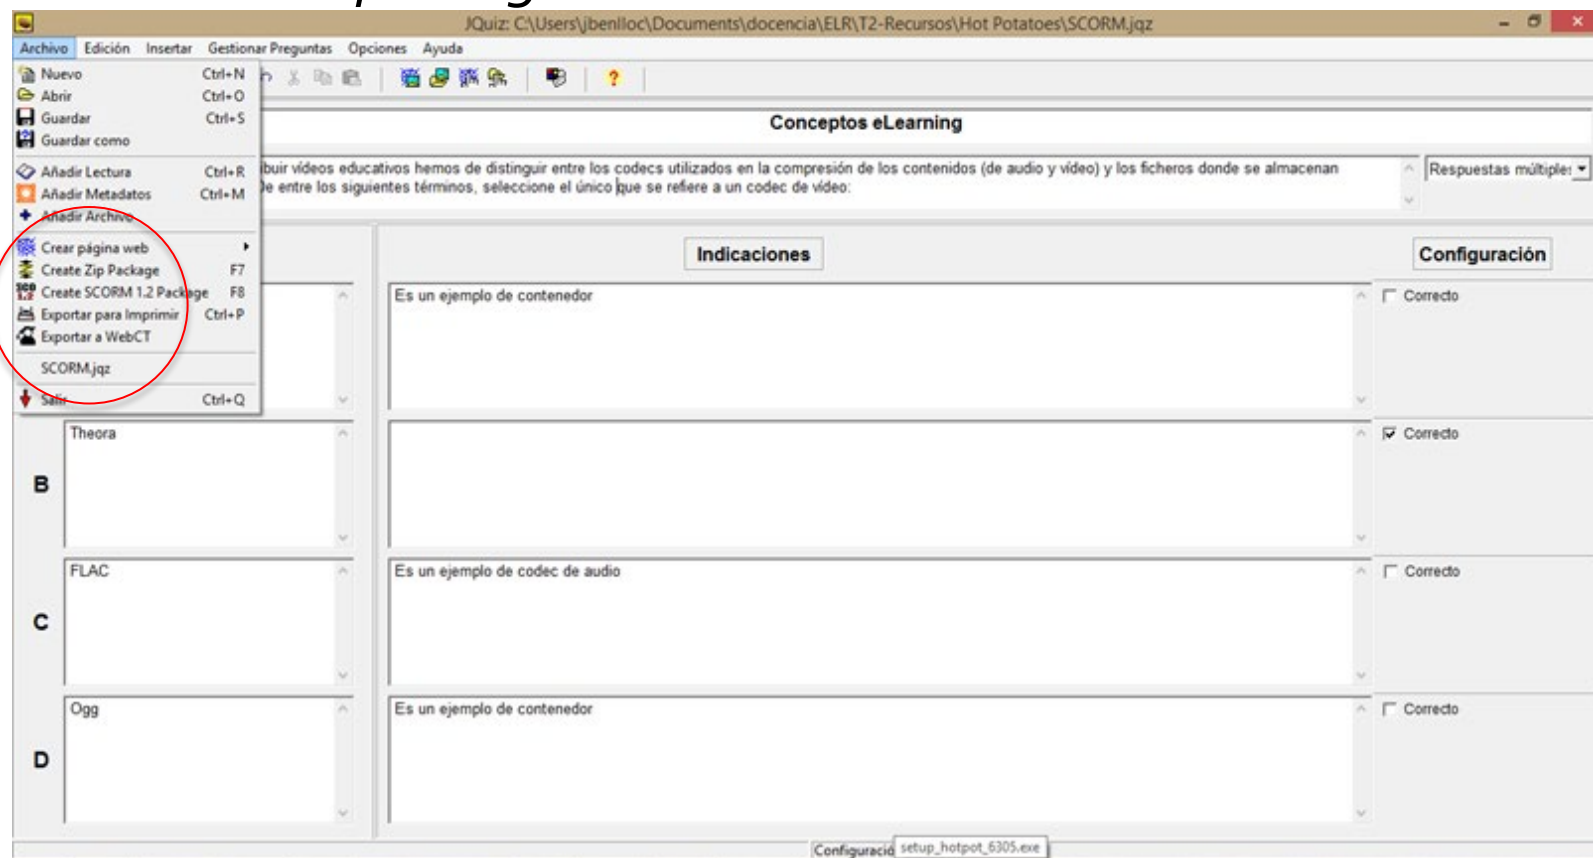 JQuiz: C:\Users\jbenlloc\Documents\docencia\ELR\T2-Recursos\Hot Potatoes\SCORM.jqz
Archivo Edición Insertar Gestionar Preguntas Opciones Ayuda
Nuevo Ctrl+N
Abrir Ctrl+O
Guardar Ctrl+S
Guardar como
Añadir Lectura Ctrl+R
Añadir Metadatos Ctrl+M
Añadir Archivo
Crear página web
Create Zip Package F7
Create SCORM 1.2 Package F8
Exportar para Imprimir Ctrl+P
Exportar a WebCT
SCORM.jqz
Salir Ctrl+Q
Conceptos eLearning
buir vídeos educativos hemos de distinguir entre los codecs utilizados en la compresión de los contenidos (de audio y vídeo) y los ficheros donde se almacenan
De entre los siguientes términos, seleccione el único que se refiere a un codec de vídeo:
Respuestas múltiples
Indicaciones
Configuración
Es un ejemplo de contenedor
Correcto
B
Theora
Correcto
C
FLAC
Es un ejemplo de codec de audio
Correcto
D
Ogg
Es un ejemplo de contenedor
Correcto
Configuració
setup_hotpot_6305.exe